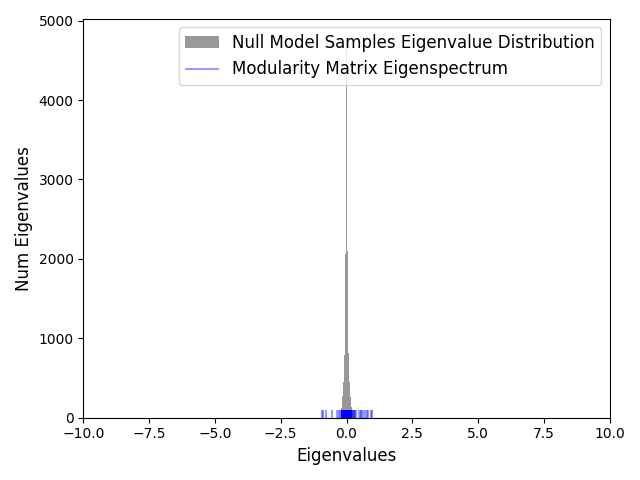 5000
4000
3000
2000
1000
0
Num Eigenvalues
Null Model Samples Eigenvalue Distribution
Modularity Matrix Eigenspectrum
−10.0 −7.5 −5.0 −2.5 0.0 2.5 5.0 7.5 10.0
Eigenvalues